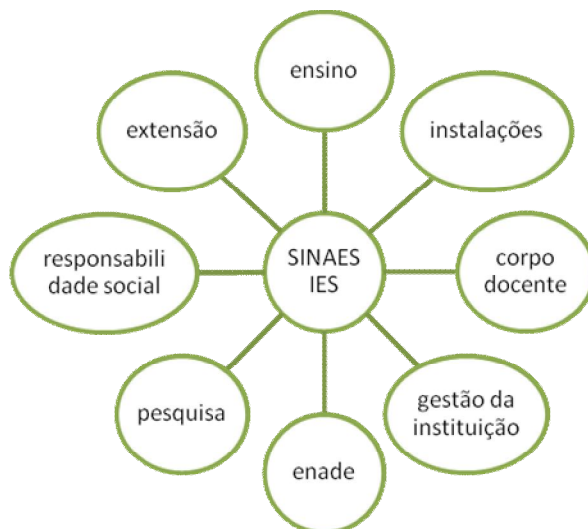 ensino
extensão
instalações
responsabili
dade social
SINAES
IES
corpo
docente
pesquisa
gestão da
instituição
enade